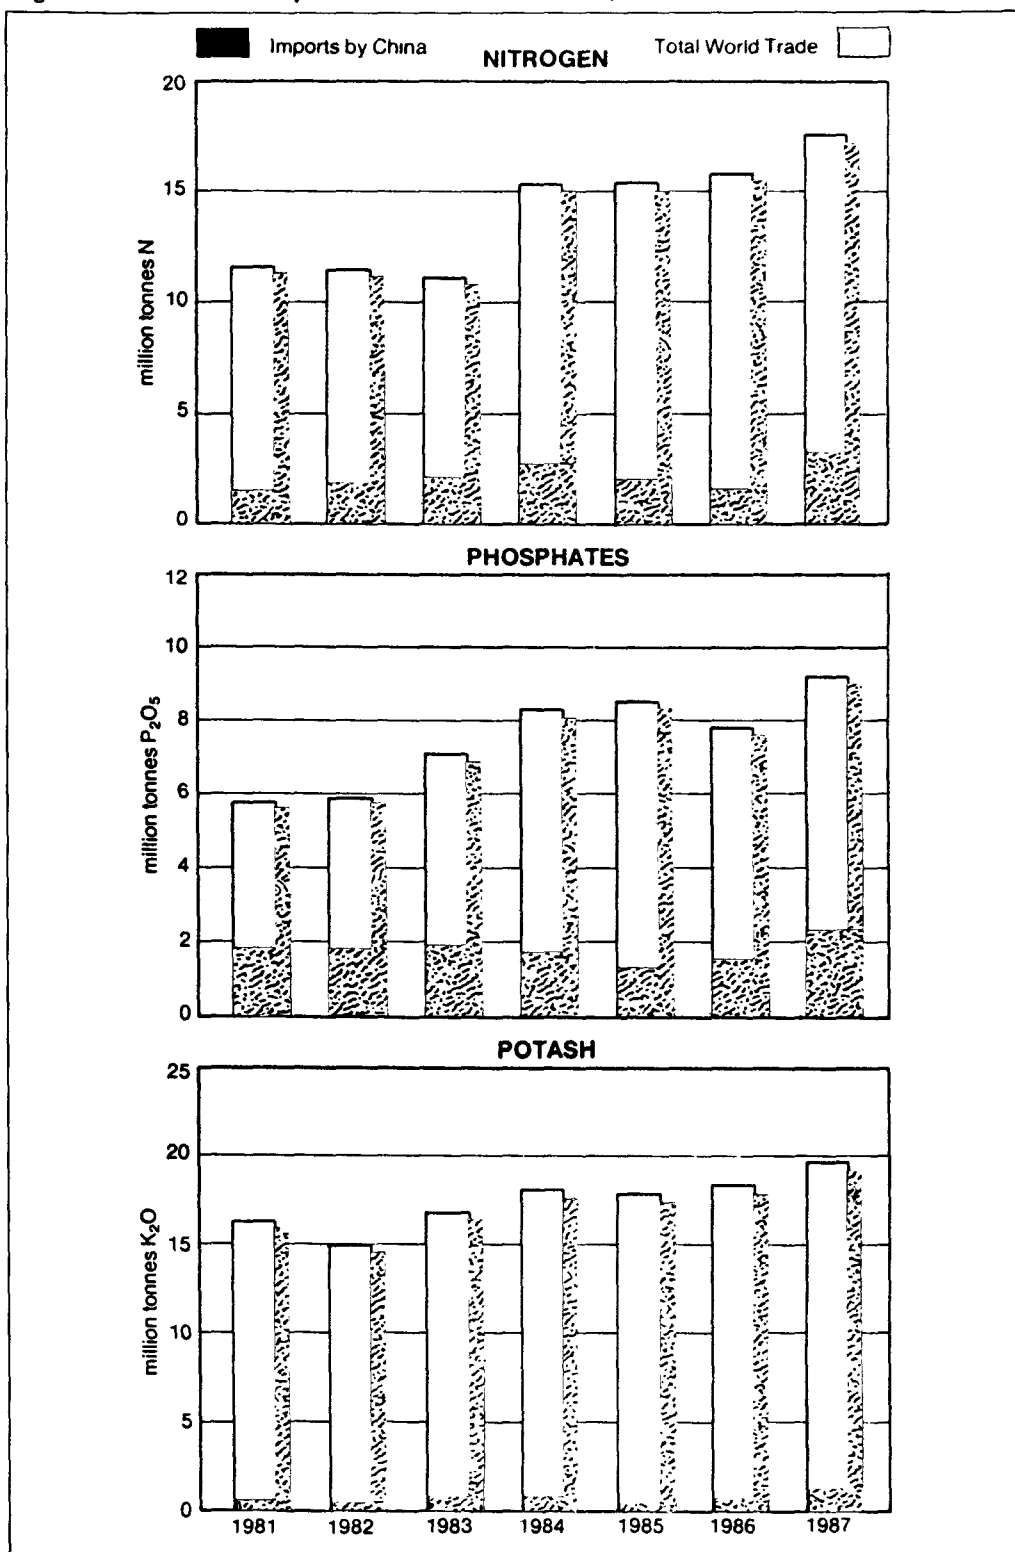 Imports by China
Total World Trade
NITROGEN
20
15
10
5
0
million tonnes N
PHOSPHATES
12
10
8
6
4
2
0
million tonnes P₂O₅
POTASH
25
20
15
10
5
0
million tonnes K₂O
1981 1982 1983 1984 1985 1986 1987